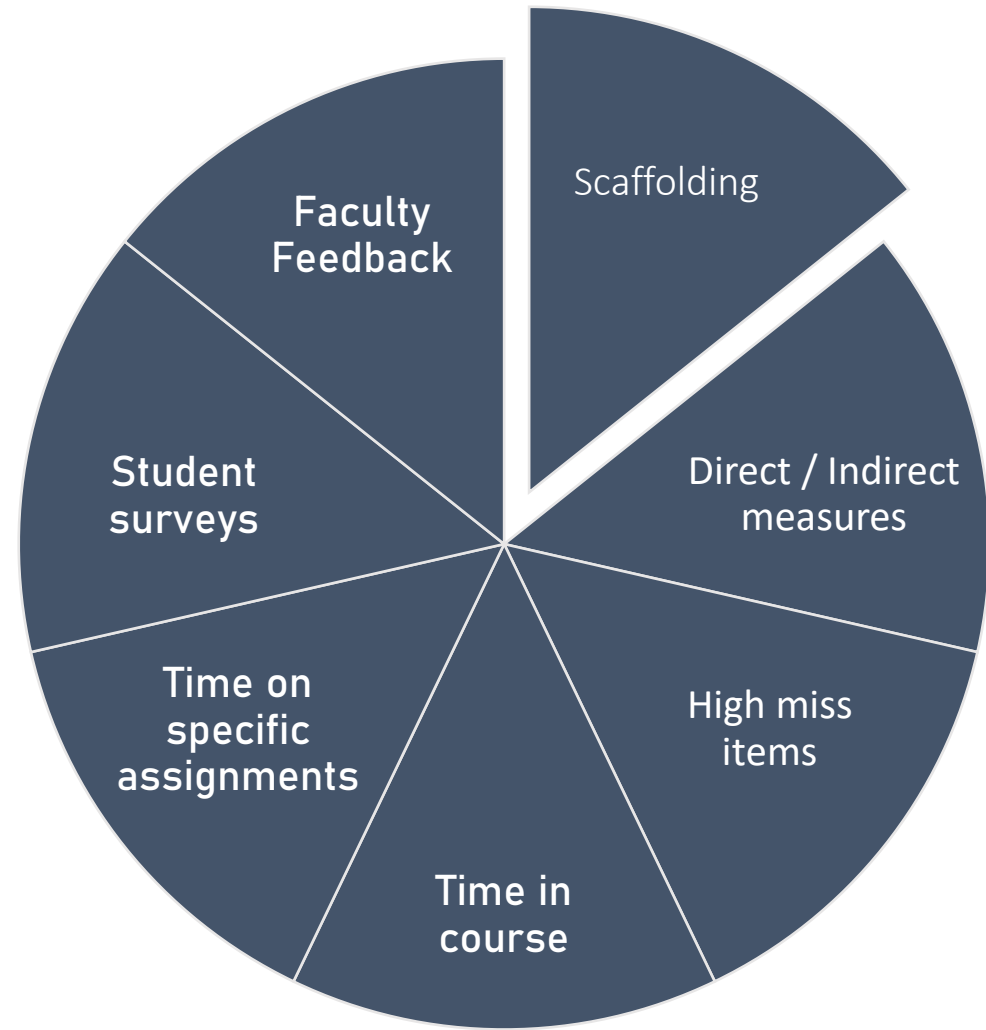 Scaffolding
Faculty
Feedback
Direct / Indirect
measures
Student
surveys
High miss
items
Time on
specific
assignments
Time in
course